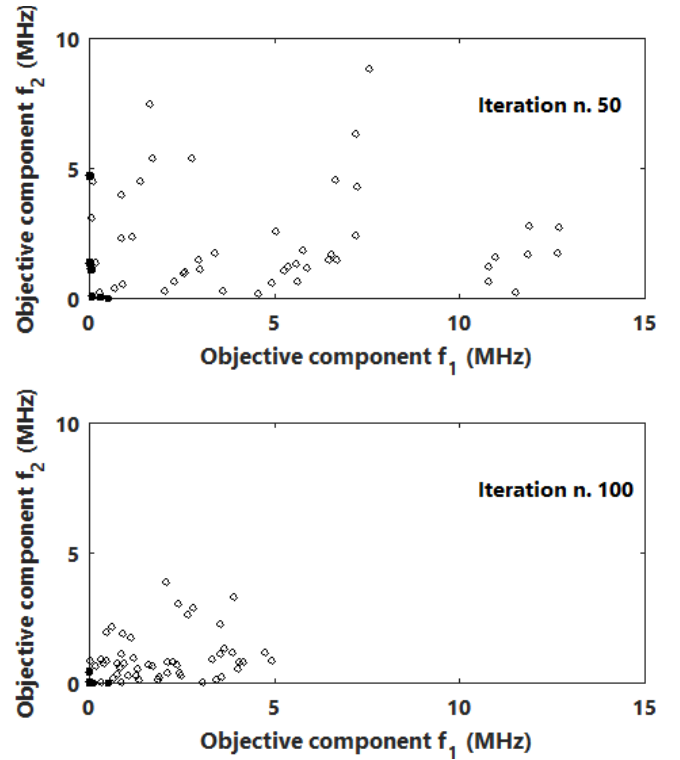 10
Iteration n. 50
5
0
0 5 10 15
Objective component f₂ (MHz)
Objective component f₁ (MHz)
10
Iteration n. 100
5
0
0 5 10 15
Objective component f₂ (MHz)
Objective component f₁ (MHz)